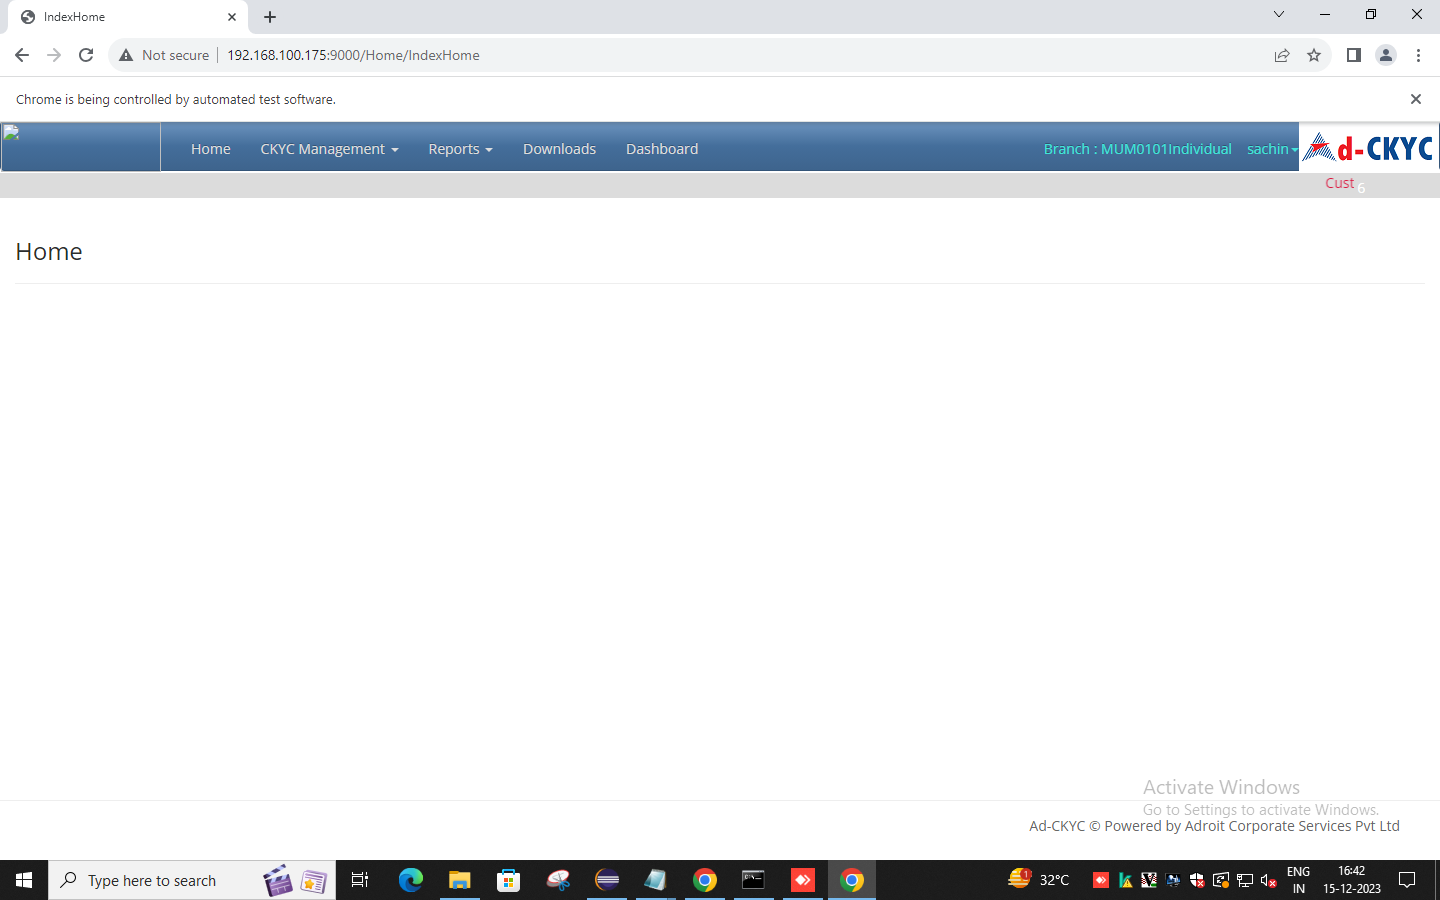 IndexHome
Not secure
192.168.100.175:9000/Home/IndexHome
Chrome is being controlled by automated test software.
Home CKYC Management Reports Downloads Dashboard Branch : MUM0101Individual sachin d-CKYC
Cust 6
Home
Activate Windows
Go to Settings to activate Windows.
Ad-CKYC © Powered by Adroit Corporate Services Pvt Ltd
Type here to search
1
32°C
ENG
IN
16:42
15-12-2023